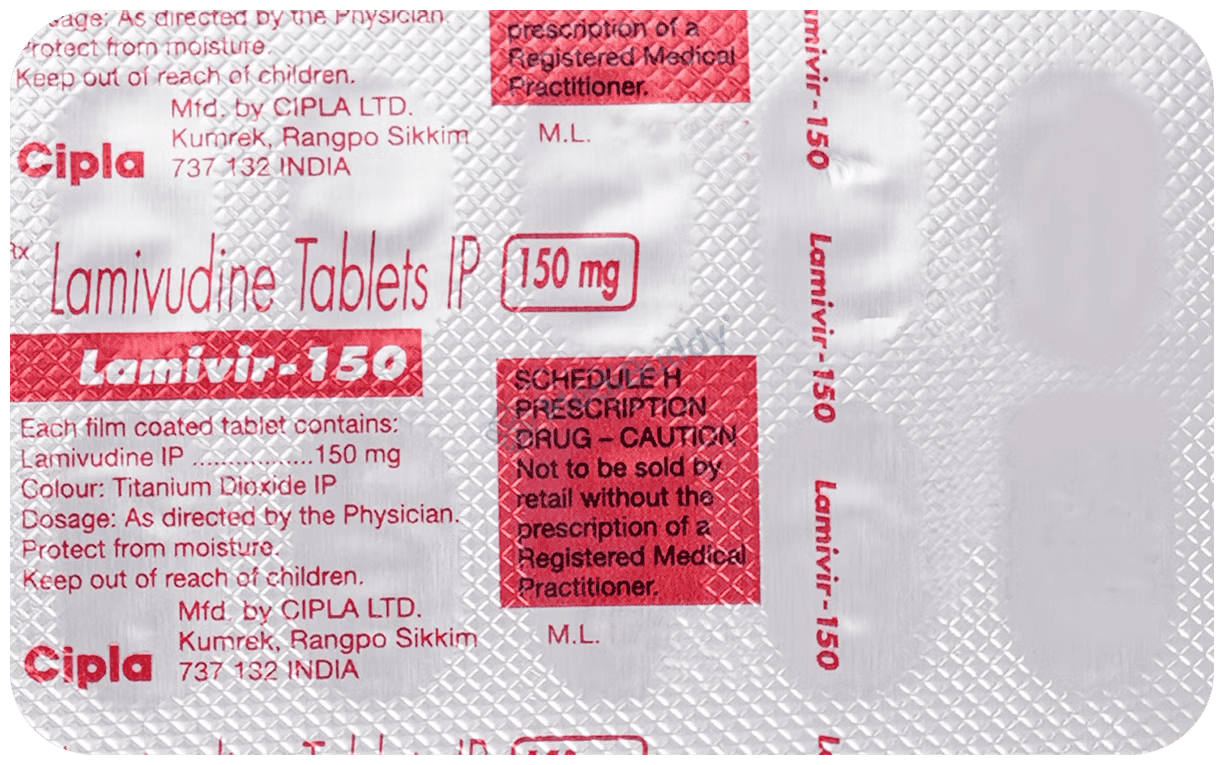 Dosage: As directed by the Physician.
Protect from moisture.
Keep out of reach of children.
Mfd. by CIPLA LTD.
Kumrek, Rangpo Sikkim
737 132 INDIA
Cipla
prescription of a
Registered Medical
Practitioner.
M.L.
Rx Lamivudine Tablets IP 150 mg
Lamivir-150
Each film coated tablet contains:
Lamivudine IP .................150 mg
Colour: Titanium Dioxide IP
Dosage: As directed by the Physician.
Protect from moisture.
Keep out of reach of children.
Mfd. by CIPLA LTD.
Kumrek, Rangpo Sikkim
737 132 INDIA
Cipla
SCHEDULE H
PRESCRIPTION
DRUG – CAUTION
Not to be sold by
retail without the
prescription of a
Registered Medical
Practitioner.
M.L.
mivir-150
Lamivir-150
Lamivir-150